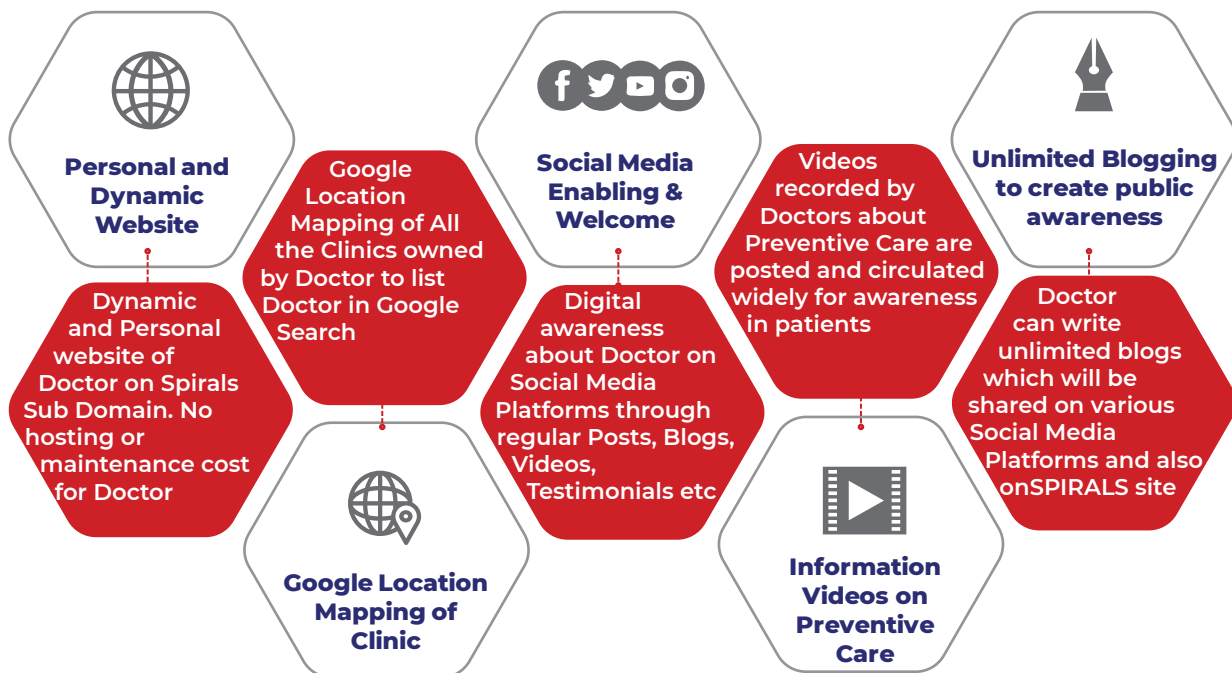 Personal and
Dynamic
Website
Dynamic
and Personal
website of
Doctor on Spirals
Sub Domain. No
hosting or
maintenance cost
for Doctor
Google
Location
Mapping of All
the Clinics owned
by Doctor to list
Doctor in Google
Search
Google Location
Mapping of
Clinic
Social Media
Enabling &
Welcome
Digital
awareness
about Doctor on
Social Media
Platforms through
regular Posts, Blogs,
Videos,
Testimonials etc
Videos
recorded by
Doctors about
Preventive Care are
posted and circulated
widely for awareness
in patients
Information
Videos on
Preventive
Care
Unlimited Blogging
to create public
awareness
Doctor
can write
unlimited blogs
which will be
shared on various
Social Media
Platforms and also
onSPIRALS site